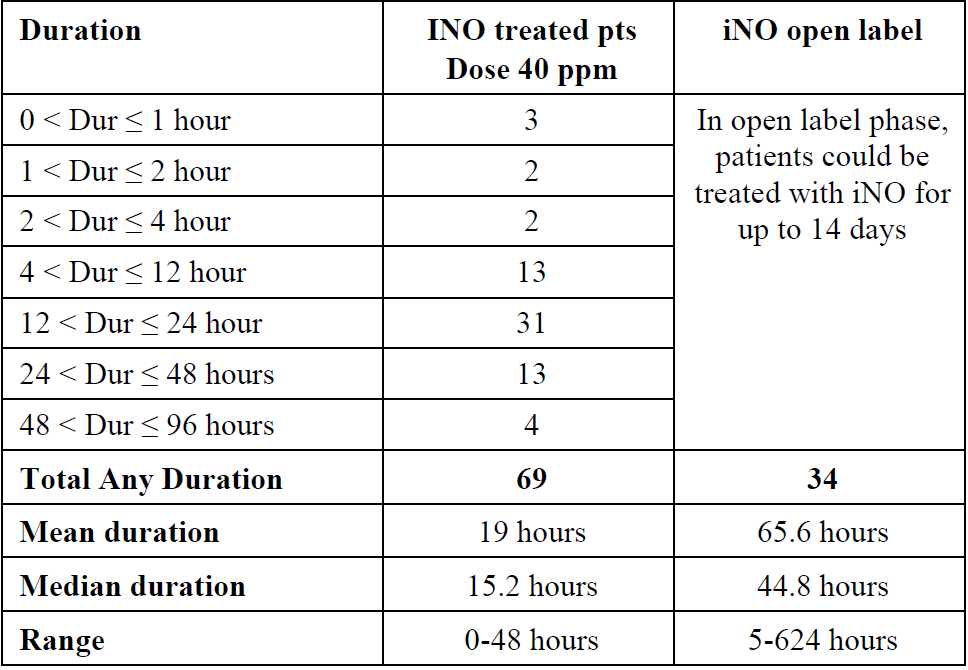 Duration INO treated pts iNO open label
Dose 40 ppm
0 < Dur ≤ 1 hour 3 In open label phase,
patients could be
treated with iNO for
up to 14 days
1 < Dur ≤ 2 hour 2
2 < Dur ≤ 4 hour 2
4 < Dur ≤ 12 hour 13
12 < Dur ≤ 24 hour 31
24 < Dur ≤ 48 hours 13
48 < Dur ≤ 96 hours 4
Total Any Duration 69 34
Mean duration 19 hours 65.6 hours
Median duration 15.2 hours 44.8 hours
Range 0-48 hours 5-624 hours